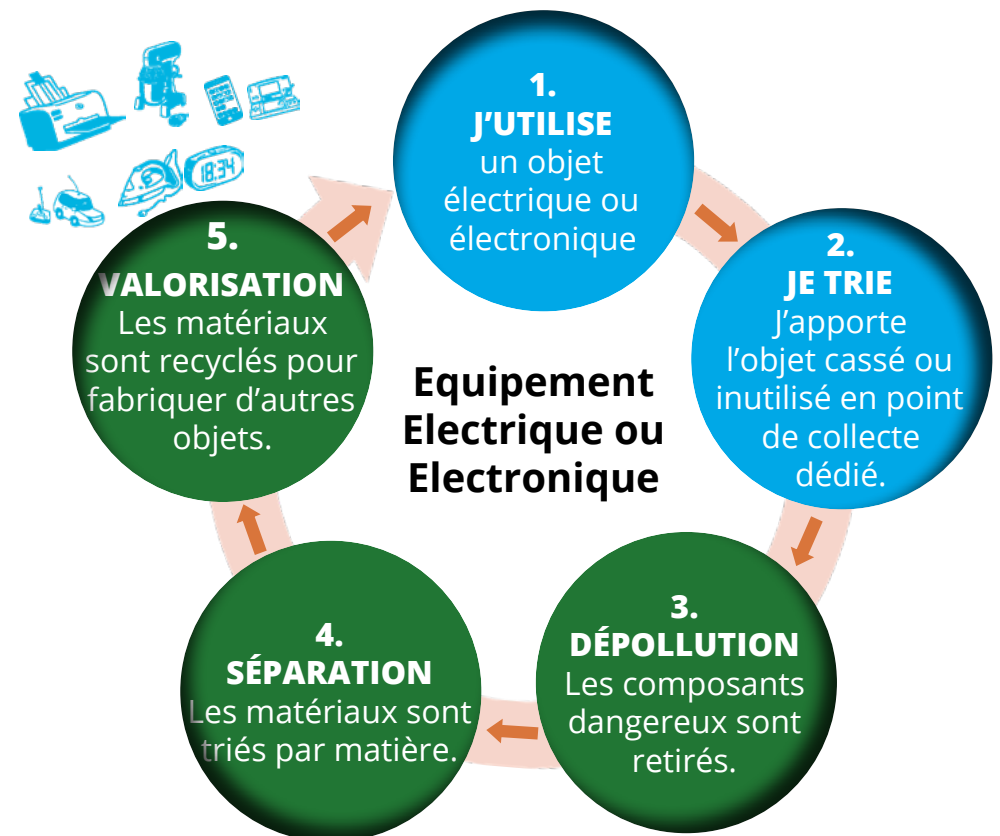 18:34
1.
J’UTILISE
un objet
électrique ou
électronique
2.
JE TRIE
J’apporte
l’objet cassé ou
inutilisé en point
de collecte
dédié.
3.
DÉPOLLUTION
Les composants
dangereux sont
retirés.
4.
SÉPARATION
Les matériaux sont
triés par matière.
5.
VALORISATION
Les matériaux
sont recyclés pour
fabriquer d’autres
objets.
Equipement
Electrique ou
Electronique